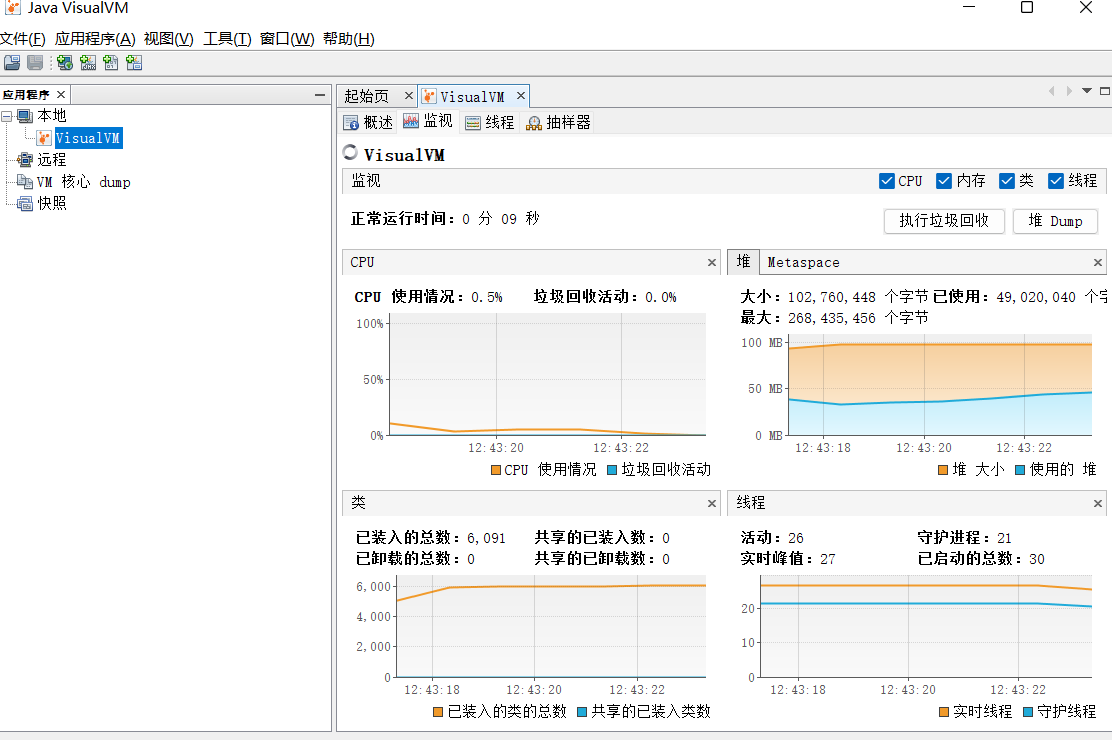 Java VisualVM
文件(F) 应用程序(A) 视图(V) 工具(T) 窗口(W) 帮助(H)
应用程序
本地
VisualVM
远程
VM 核心 dump
快照
起始页
VisualVM
概述 监视 线程 抽样器
VisualVM
监视
CPU 内存 类 线程
正常运行时间: 0 分 09 秒
执行垃圾回收
堆 Dump
CPU
CPU 使用情况: 0.5% 垃圾回收活动: 0.0%
100%
50%
0%
12:43:20 12:43:22
CPU 使用情况 垃圾回收活动
堆 Metaspace
大小: 102,760,448 个字节 已使用: 49,020,040 个字
最大: 268,435,456 个字节
100 MB
50 MB
0 MB
12:43:18 12:43:20 12:43:22
堆 大小 使用的 堆
类
已装入的总数: 6,091 共享的已装入数: 0
已卸载的总数: 0 共享的已卸载数: 0
6,000
4,000
2,000
0
12:43:18 12:43:20 12:43:22
已装入的类的总数 共享的已装入类数
线程
活动: 26 守护进程: 21
实时峰值: 27 已启动的总数: 30
20
10
0
12:43:18 12:43:20 12:43:22
实时线程 守护线程